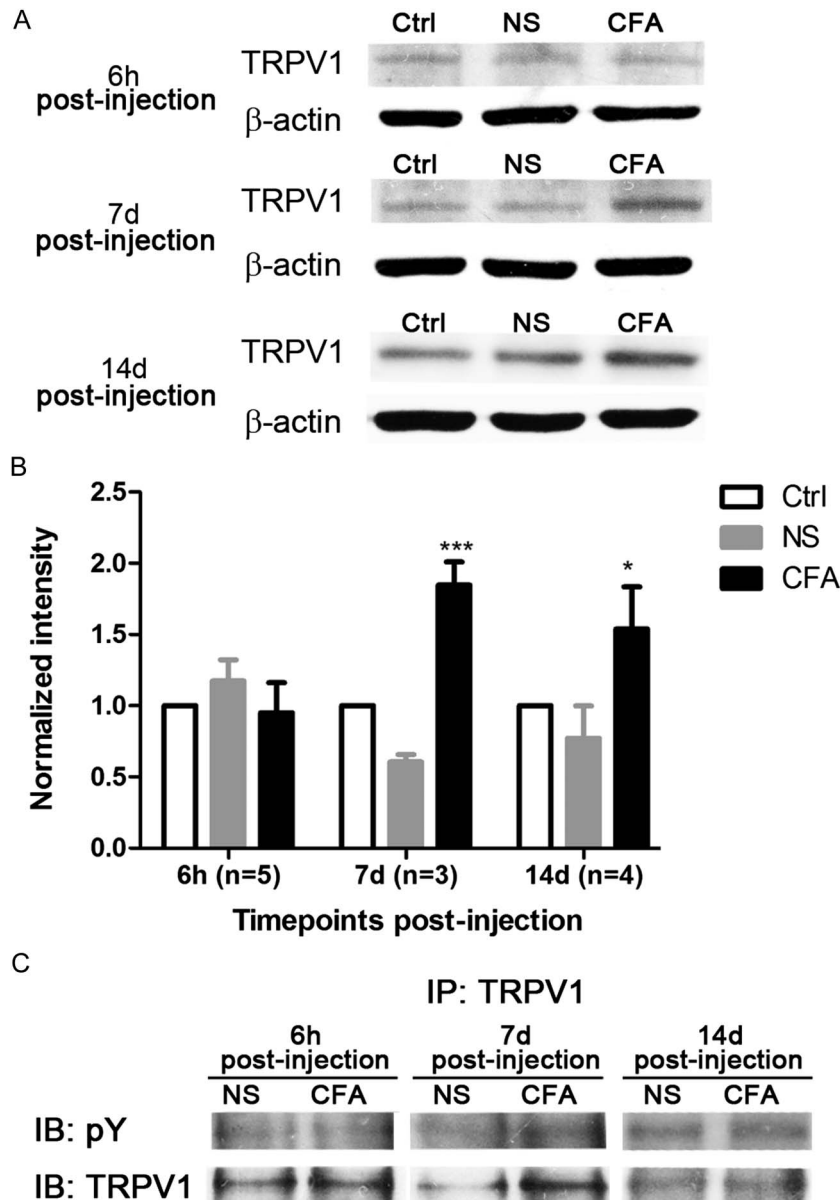 A
Ctrl NS CFA
6h
post-injection
TRPV1
β-actin
Ctrl NS CFA
7d
post-injection
TRPV1
β-actin
Ctrl NS CFA
14d
post-injection
TRPV1
β-actin
B
Normalized intensity
2.5
2.0
1.5
1.0
0.5
0.0
***
*
Ctrl
NS
CFA
6h (n=5) 7d (n=3) 14d (n=4)
Timepoints post-injection
C
IP: TRPV1
6h 7d 14d
post-injection post-injection post-injection
NS CFA NS CFA NS CFA
IB: pY
IB: TRPV1